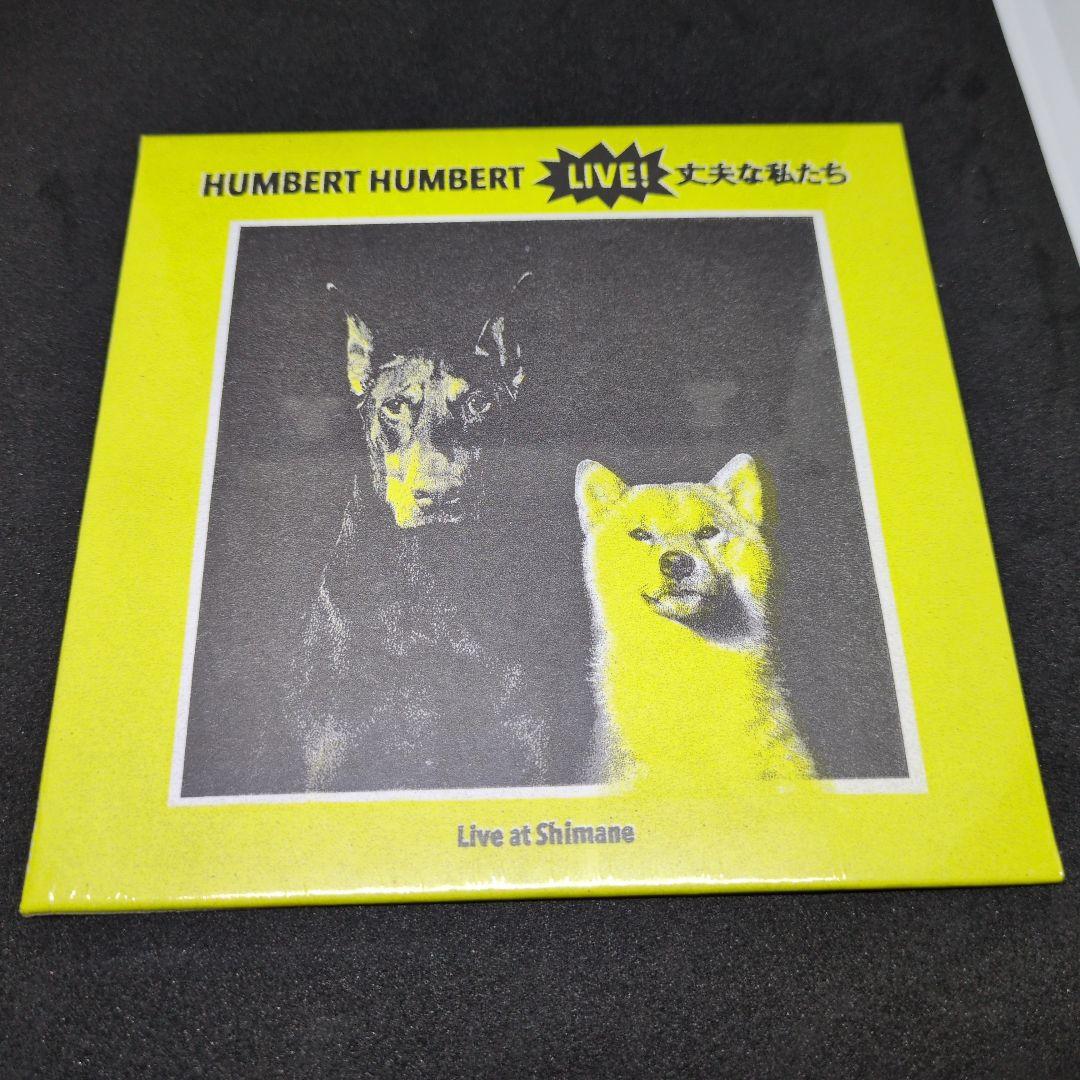 HUMBERT HUMBERT LIVE! 丈夫な私たち
Live at Shimane